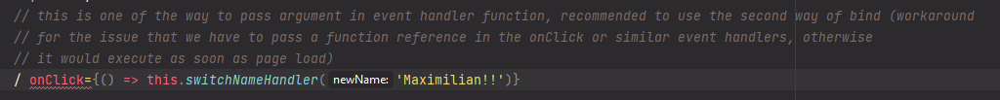 // this is one of the way to pass argument in event handler function, recommended to use the second way of bind (workaround
// for the issue that we have to pass a function reference in the onClick or similar event handlers, otherwise
// it would execute as soon as page load)
/ onClick={() => this.switchNameHandler( newName: 'Maximilian!!')}